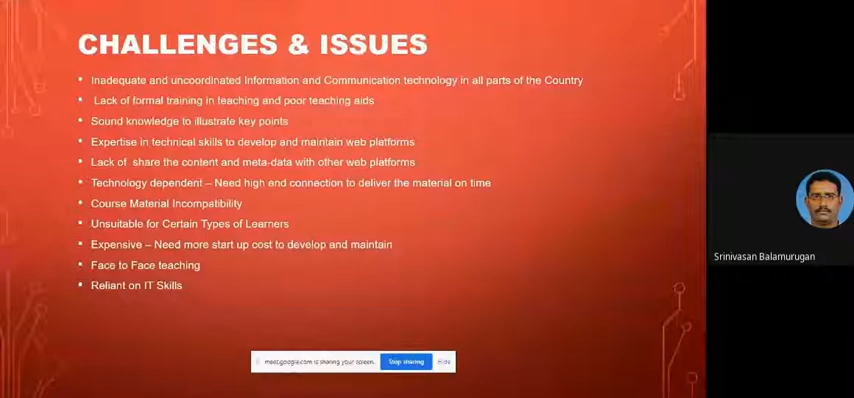 CHALLENGES & ISSUES
• Inadequate and uncoordinated Information and Communication technology in all parts of the Country
• Lack of formal training in teaching and poor teaching aids
• Sound knowledge to illustrate key points
• Expertise in technical skills to develop and maintain web platforms
• Lack of share the content and meta-data with other web platforms
• Technology dependent – Need high end connection to deliver the material on time
• Course Material Incompatibility
• Unsuitable for Certain Types of Learners
• Expensive – Need more start up cost to develop and maintain
• Face to Face teaching
• Reliant on IT Skills
meet.google.com is sharing your screen. Stop sharing Hide
Srinivasan Balamurugan